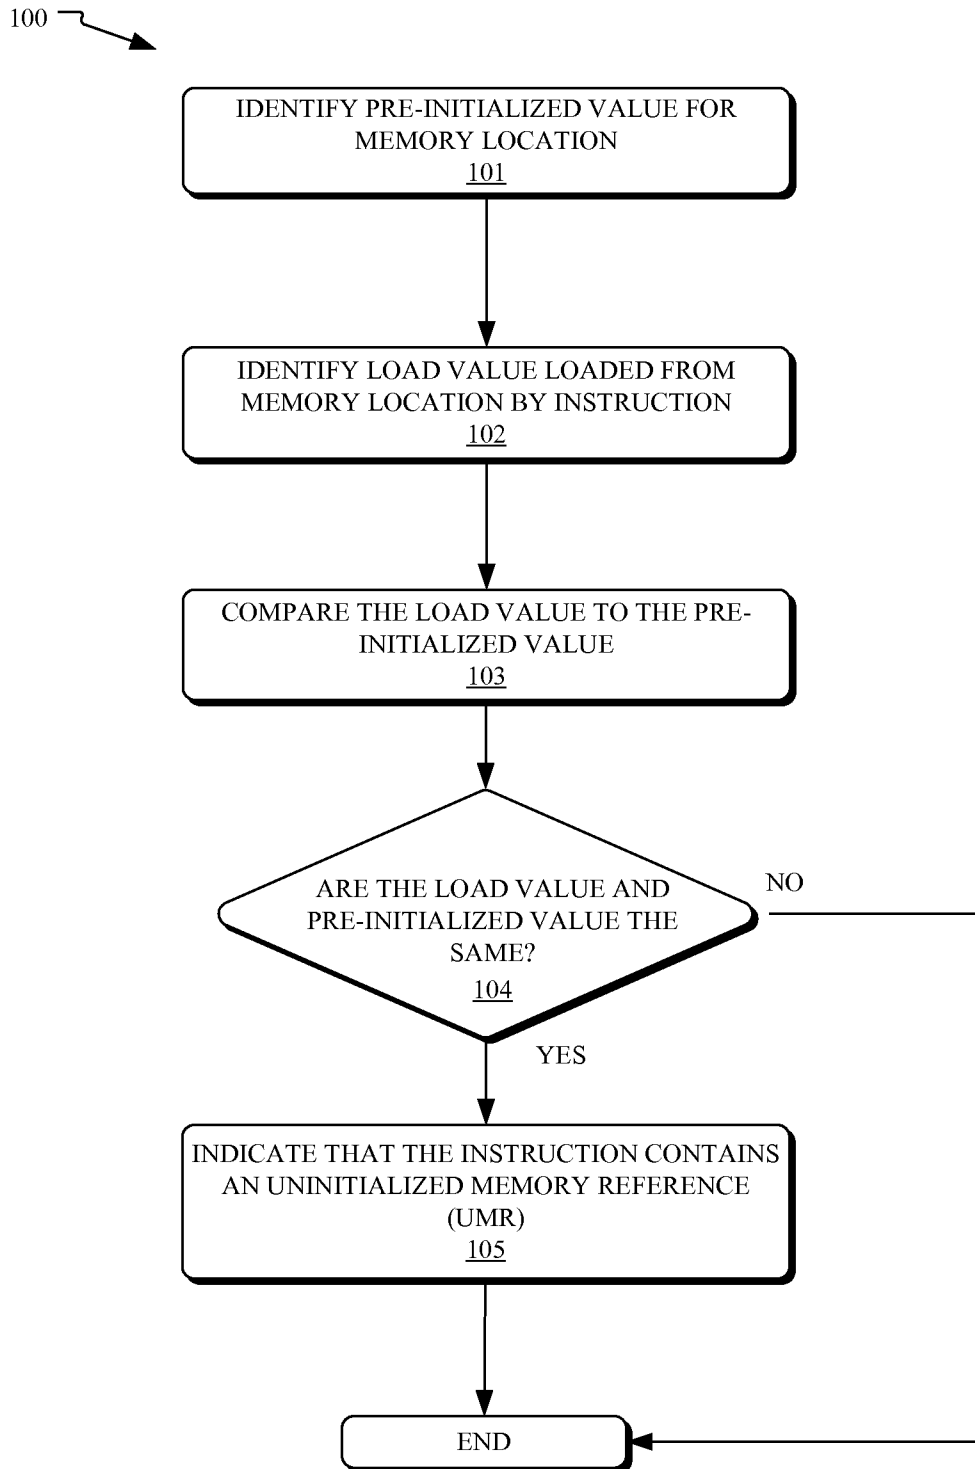 100
IDENTIFY PRE-INITIALIZED VALUE FOR
MEMORY LOCATION
101
IDENTIFY LOAD VALUE LOADED FROM
MEMORY LOCATION BY INSTRUCTION
102
COMPARE THE LOAD VALUE TO THE PRE-
INITIALIZED VALUE
103
ARE THE LOAD VALUE AND
PRE-INITIALIZED VALUE THE
SAME?
104
NO
YES
INDICATE THAT THE INSTRUCTION CONTAINS
AN UNINITIALIZED MEMORY REFERENCE
(UMR)
105
END